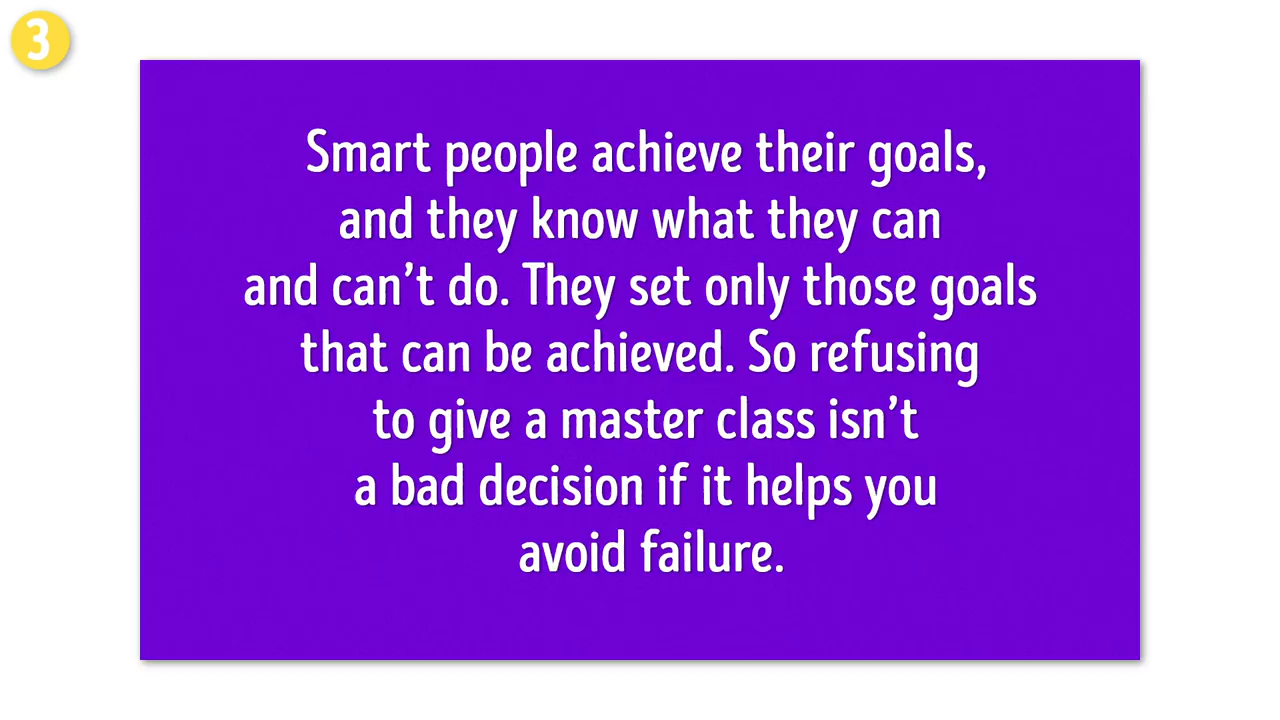 3
Smart people achieve their goals,
and they know what they can
and can’t do. They set only those goals
that can be achieved. So refusing
to give a master class isn’t
a bad decision if it helps you
avoid failure.